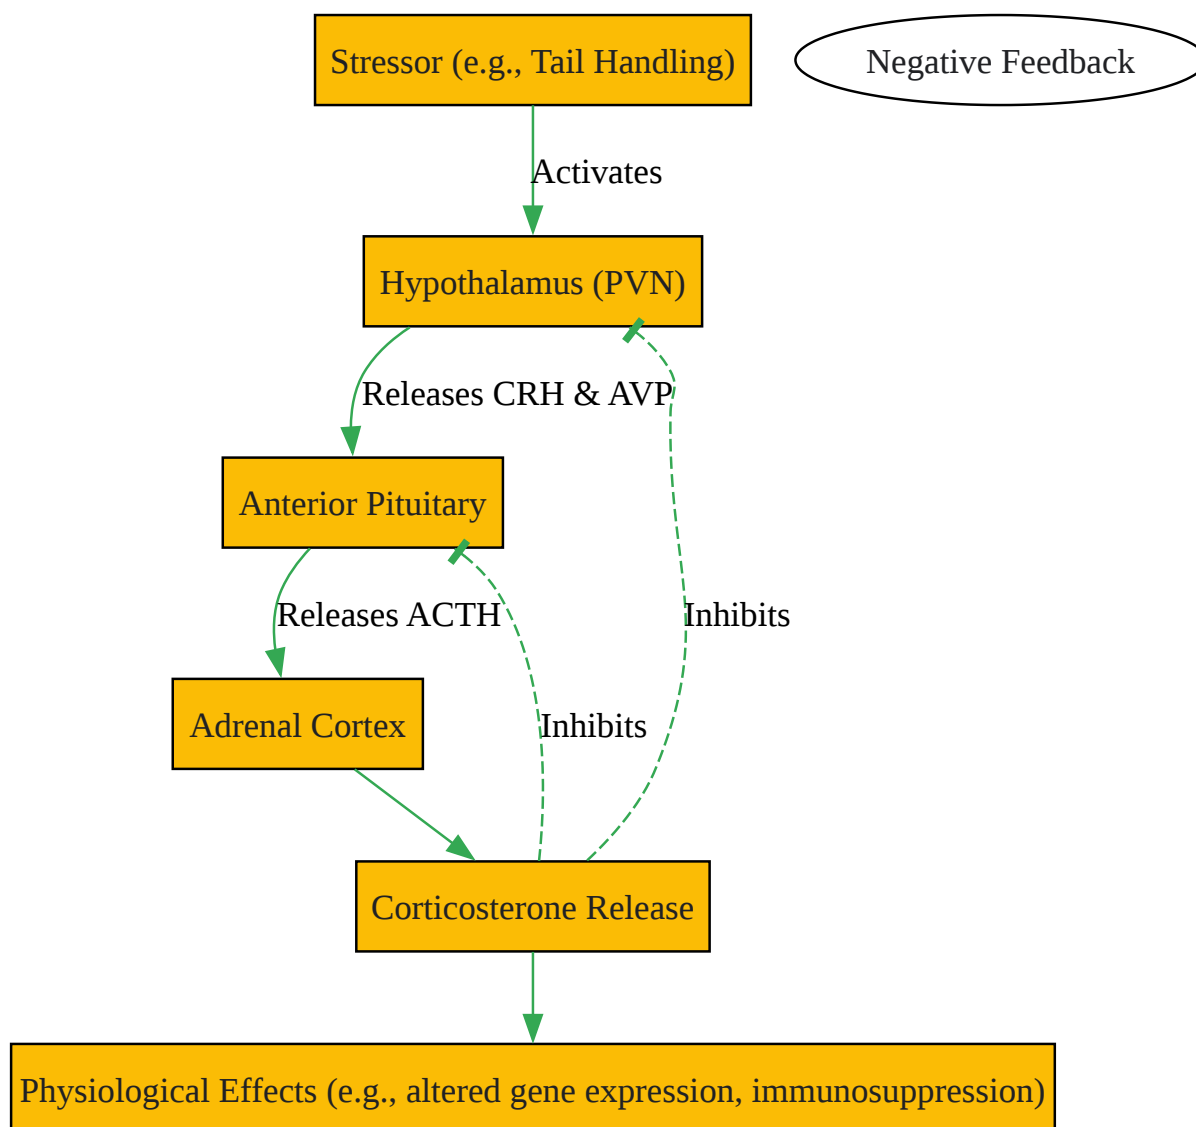 Stressor (e.g., Tail Handling)
Negative Feedback
Activates
Hypothalamus (PVN)
Releases CRH & AVP
Anterior Pituitary
Releases ACTH
Inhibits
Adrenal Cortex
Inhibits
Corticosterone Release
Physiological Effects (e.g., altered gene expression, immunosuppression)